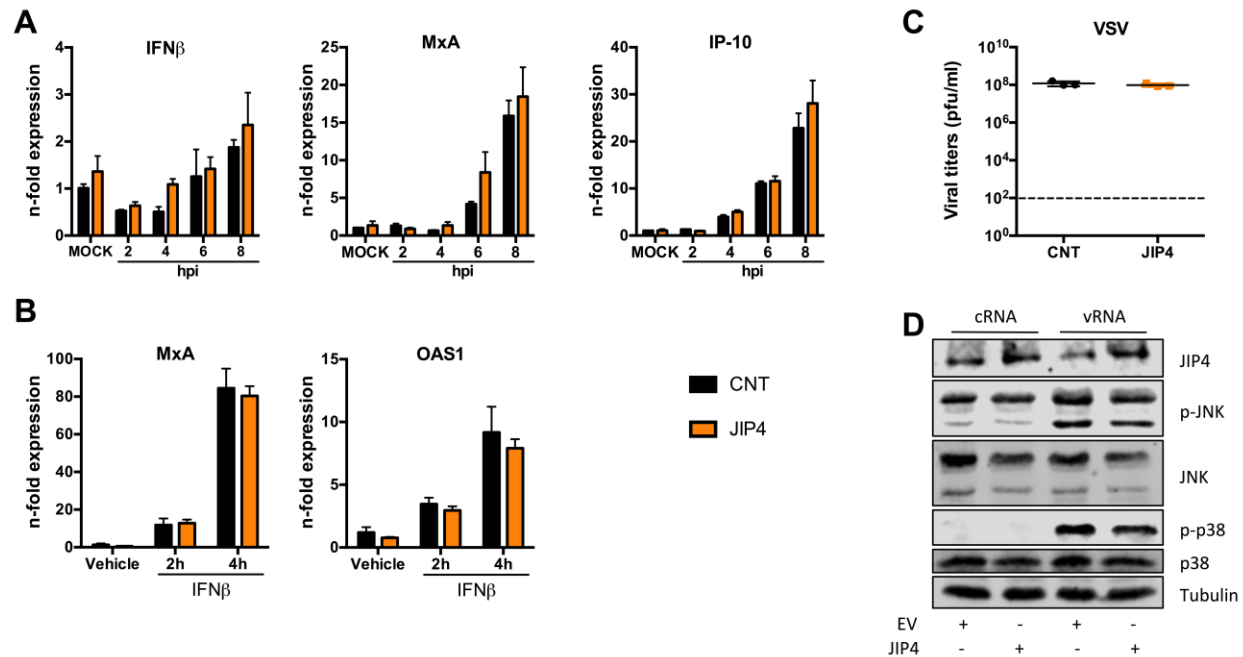 A
IFNβ
n-fold expression
4
3
2
1
0
MOCK 2 4 6 8
hpi
MxA
n-fold expression
25
20
15
10
5
0
MOCK 2 4 6 8
hpi
IP-10
n-fold expression
40
30
20
10
0
MOCK 2 4 6 8
hpi
C
VSV
Viral titers (pfu/ml)
10^10
10^8
10^6
10^4
10^2
10^0
CNT JIP4
B
MxA
n-fold expression
100
80
60
40
20
0
Vehicle 2h 4h
IFNβ
OAS1
n-fold expression
15
10
5
0
Vehicle 2h 4h
IFNβ
CNT
JIP4
D
cRNA vRNA
JIP4
p-JNK
JNK
p-p38
p38
Tubulin
EV + - + -
JIP4 - + - +